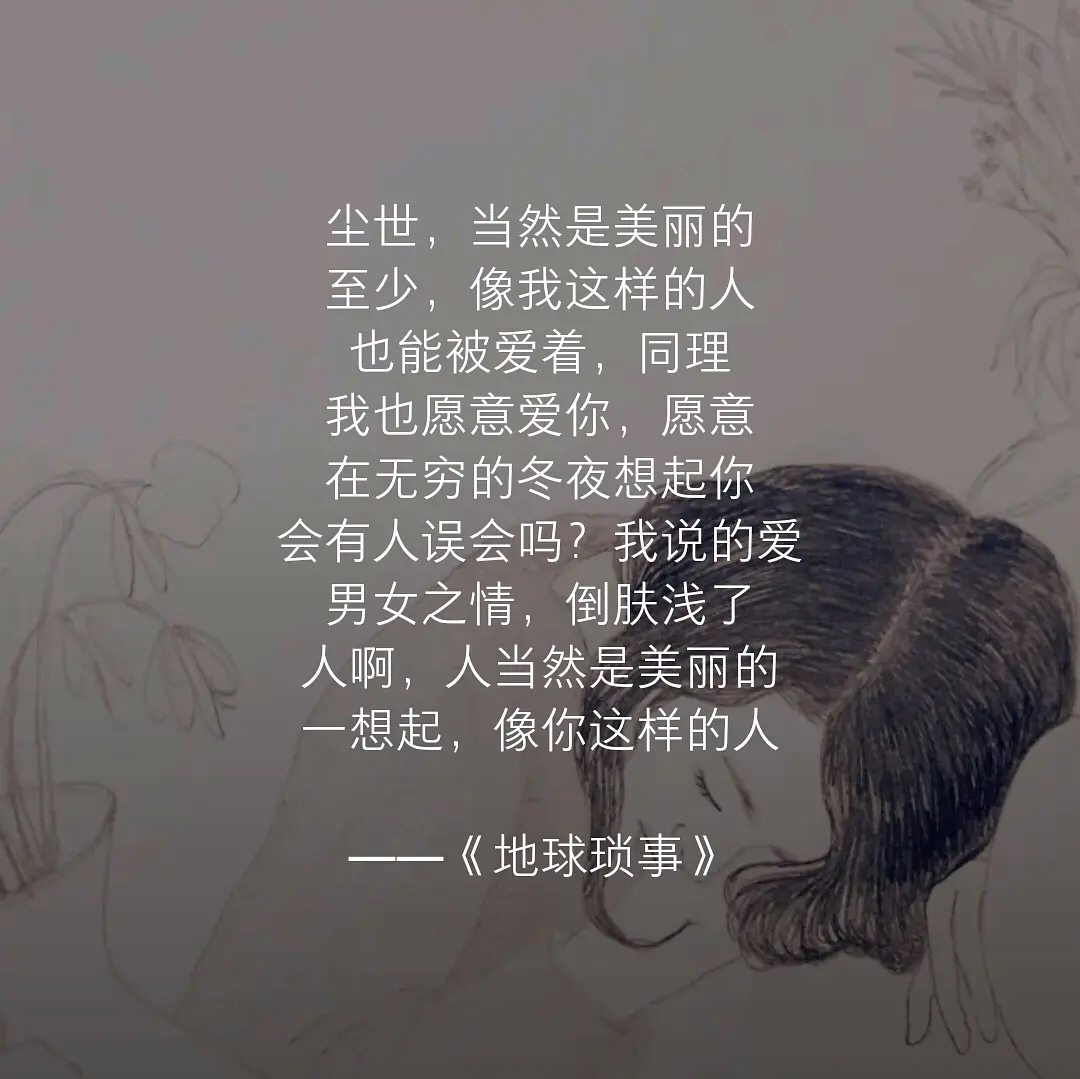 尘世，当然是美丽的
至少，像我这样的人
也能被爱着，同理
我也愿意爱你，愿意
在无穷的冬夜想起你
会有人误会吗？我说的爱
男女之情，倒肤浅了
人啊，人当然是美丽的
一想起，像你这样的人
——《地球琐事》